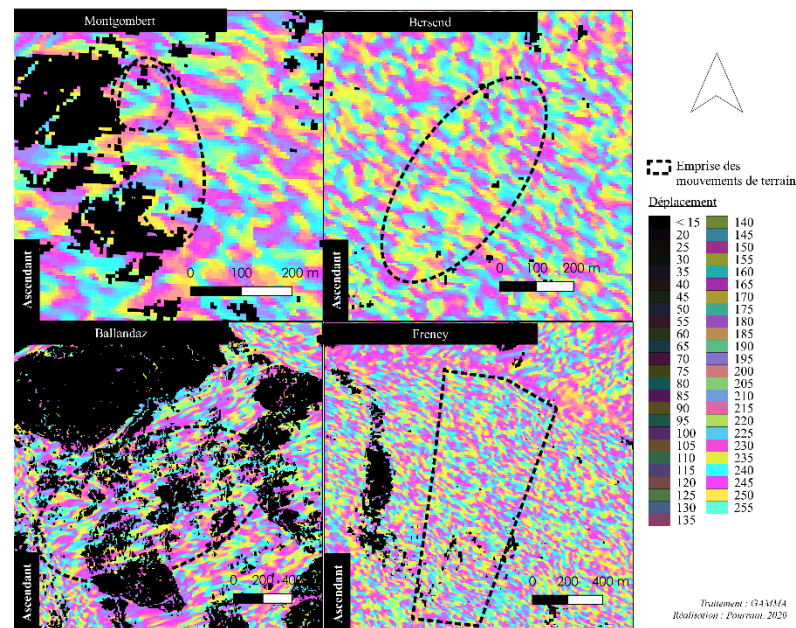 Montgombert
Bersend
Ascendant
0 100 200 m
Ascendant
0 100 200 m
Ballandaz
Freney
Ascendant
0 200 400
Ascendant
0 200 400 m
Emprise des
mouvements de terrain
Déplacement
< 15 140
20 145
25 150
30 155
35 160
40 165
45 170
50 175
55 180
60 185
65 190
70 195
75 200
80 205
85 210
90 215
95 220
100 225
105 230
110 235
115 240
120 245
125 250
130 255
135
Traitement : GAMMA
Réalisation : Pourrain, 2020